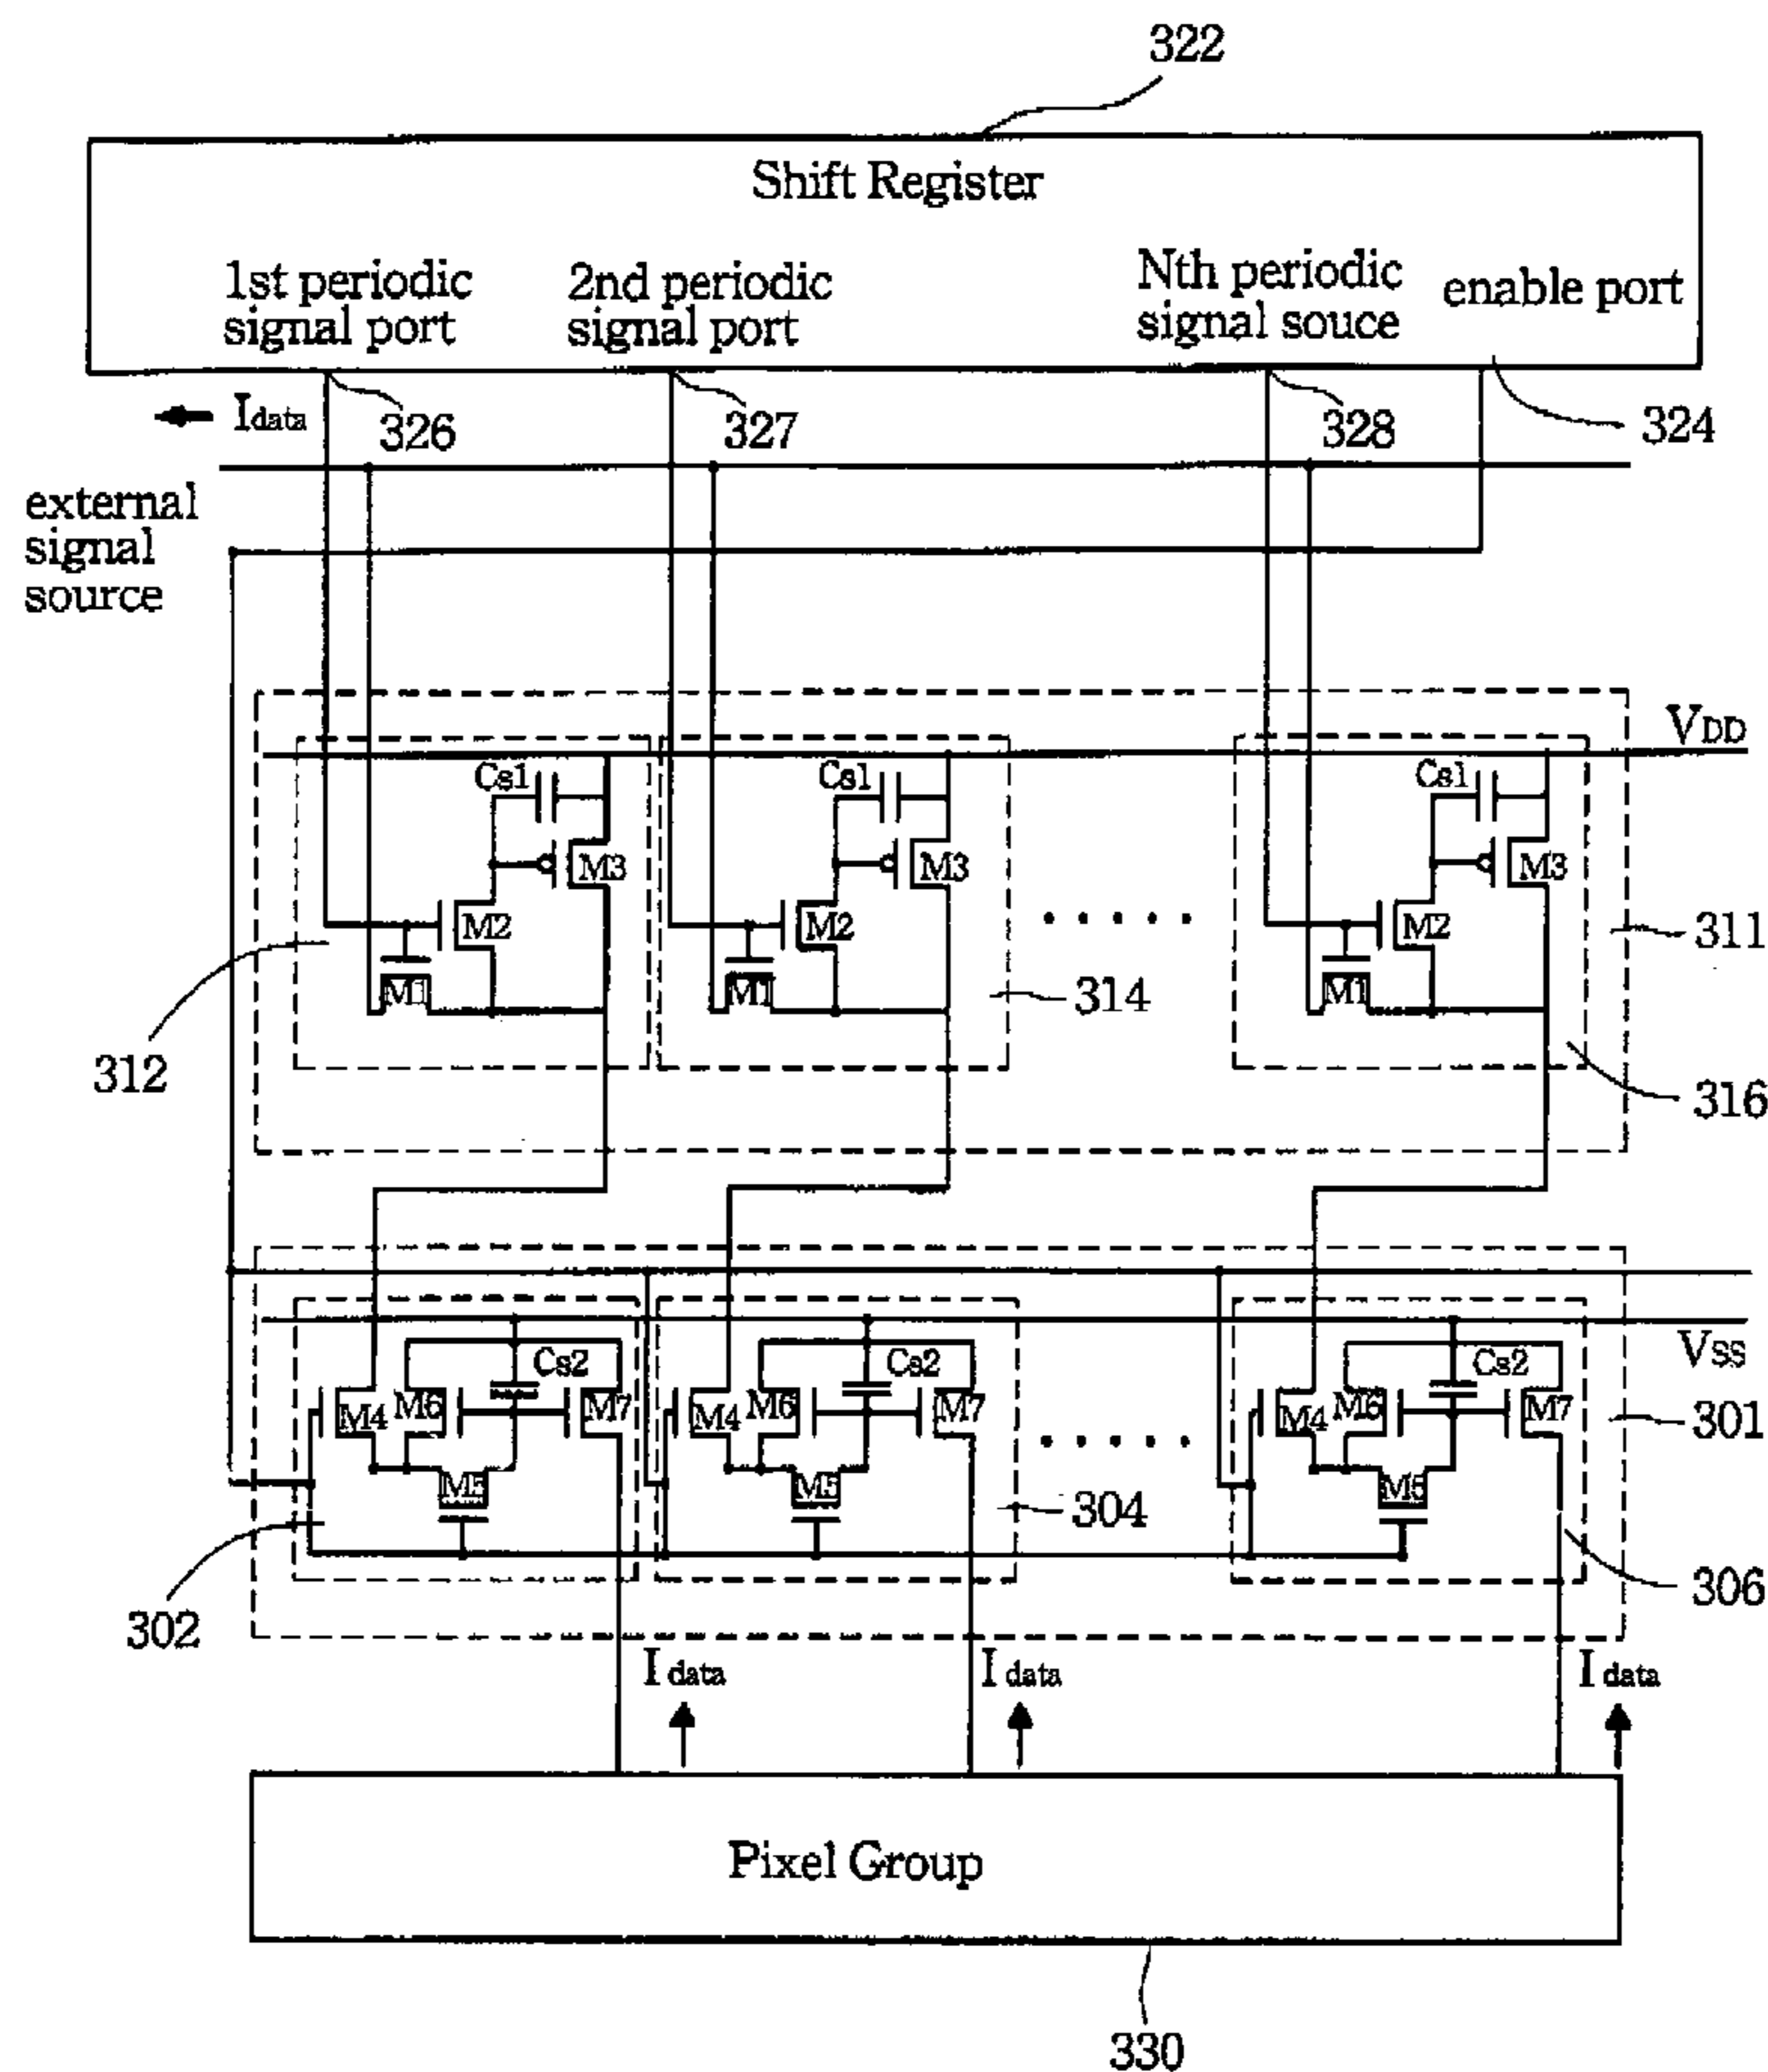 322
Shift Register
1st periodic
signal port
2nd periodic
signal port
Nth periodic
signal souce
enable port
Idata
326
327
328
324
external
signal
source
VDD
Cs1
Cs1
Cs1
M3
M3
M3
M2
M2
M2
M1
M1
M1
311
312
314
316
VSS
Cs2
Cs2
Cs2
M4
M6
M7
M4
M6
M7
M4
M6
M7
M5
M5
M5
301
302
304
306
Idata
Idata
Idata
Pixel Group
330